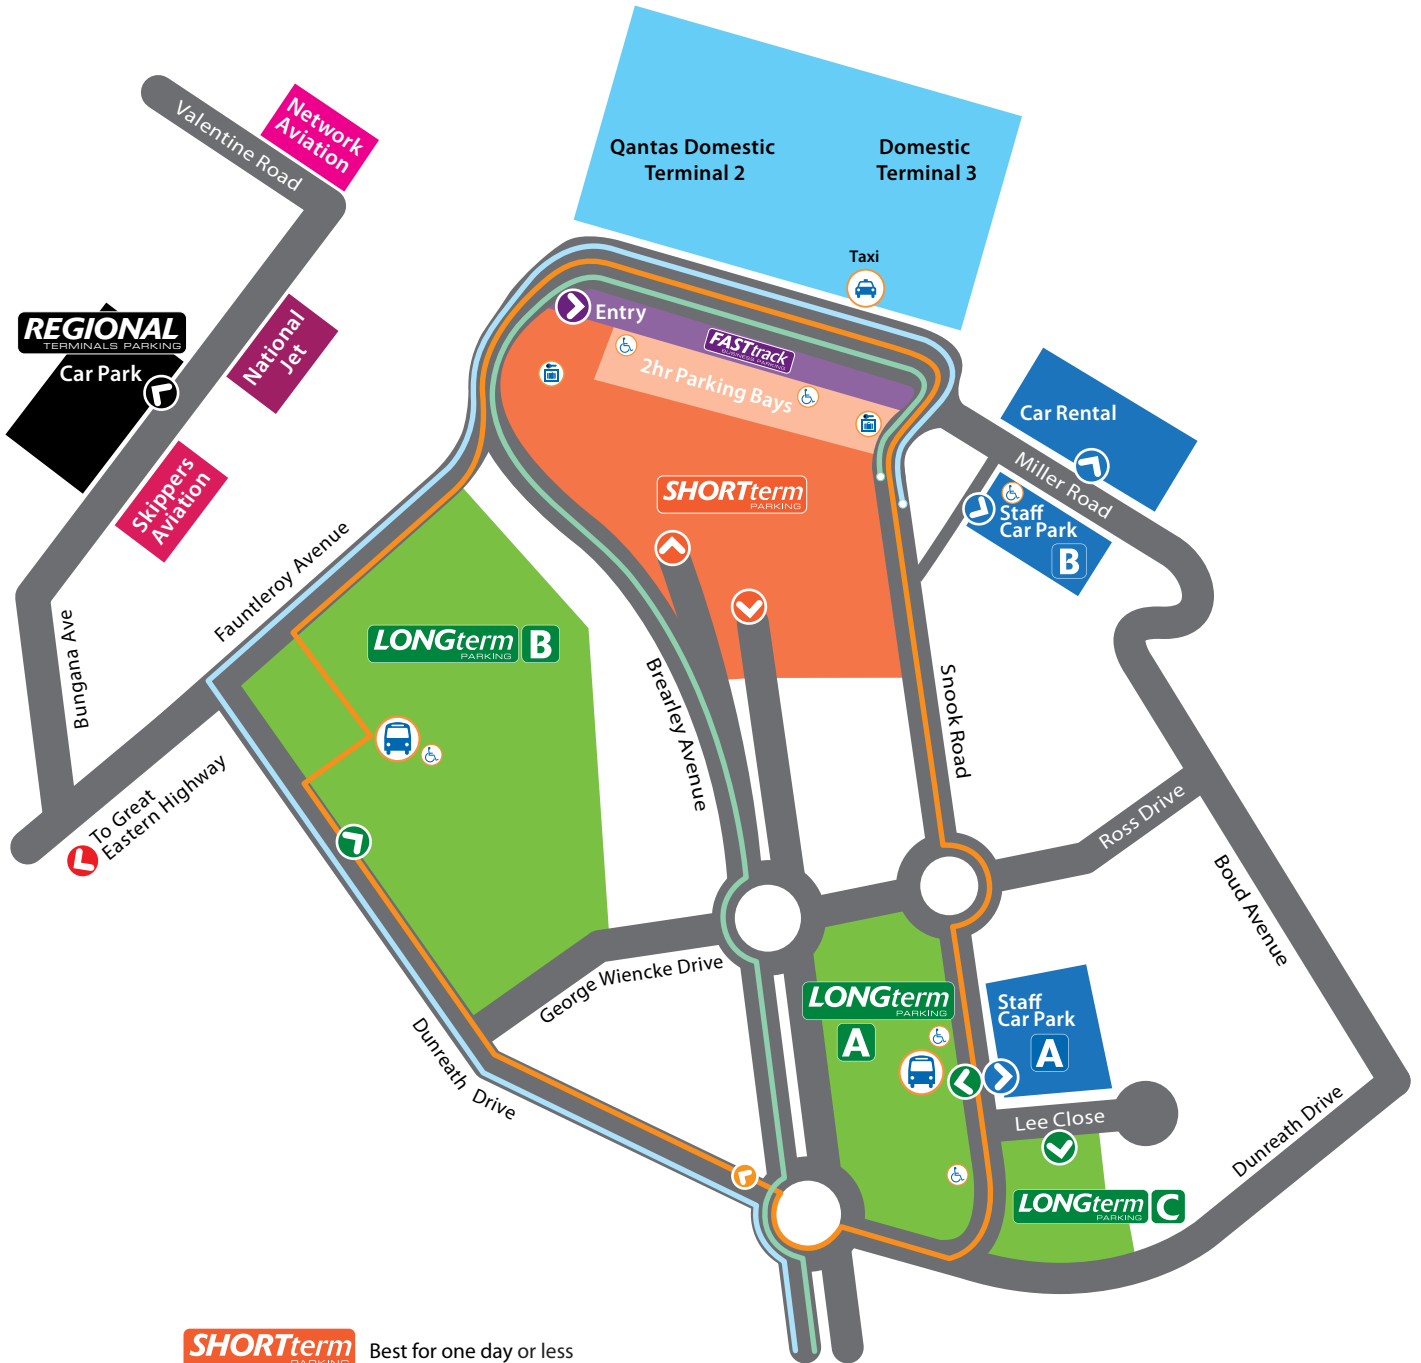 Valentine Road
Network
Aviation
Qantas Domestic
Terminal 2
Domestic
Terminal 3
Taxi
REGIONAL
TERMINALS PARKING
Car Park
National
Jet
Skippers
Aviation
Entry
FASTtrack
BUSINESS PARKING
2hr Parking Bays
SHORTterm
PARKING
Car Rental
Miller Road
Staff
Car Park
B
Fauntleroy Avenue
Bungana Ave
LONGterm
PARKING
B
Brearley Avenue
Snook Road
To Great
Eastern Highway
Ross Drive
Boud Avenue
George Wiencke Drive
Dunreath Drive
LONGterm
PARKING
A
Staff
Car Park
A
Lee Close
Dunreath Drive
LONGterm
PARKING
C
SHORTterm
PARKING
Best for one day or less